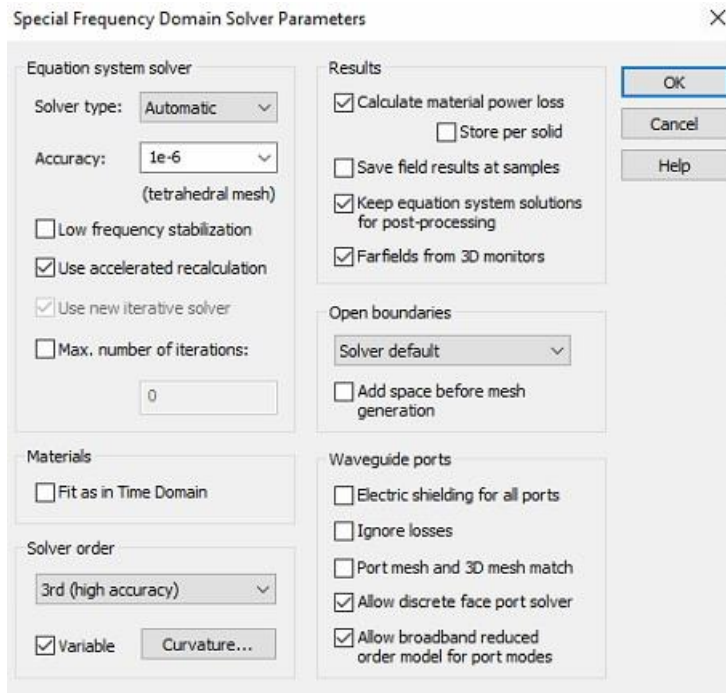 Special Frequency Domain Solver Parameters
Equation system solver
Solver type: Automatic
Accuracy: 1e-6
(tetrahedral mesh)
Low frequency stabilization
Use accelerated recalculation
Use new iterative solver
Max. number of iterations:
0
Materials
Fit as in Time Domain
Solver order
3rd (high accuracy)
Variable Curvature...
Results
Calculate material power loss
Store per solid
Save field results at samples
Keep equation system solutions
for post-processing
Farfields from 3D monitors
Open boundaries
Solver default
Add space before mesh
generation
Waveguide ports
Electric shielding for all ports
Ignore losses
Port mesh and 3D mesh match
Allow discrete face port solver
Allow broadband reduced
order model for port modes
OK
Cancel
Help